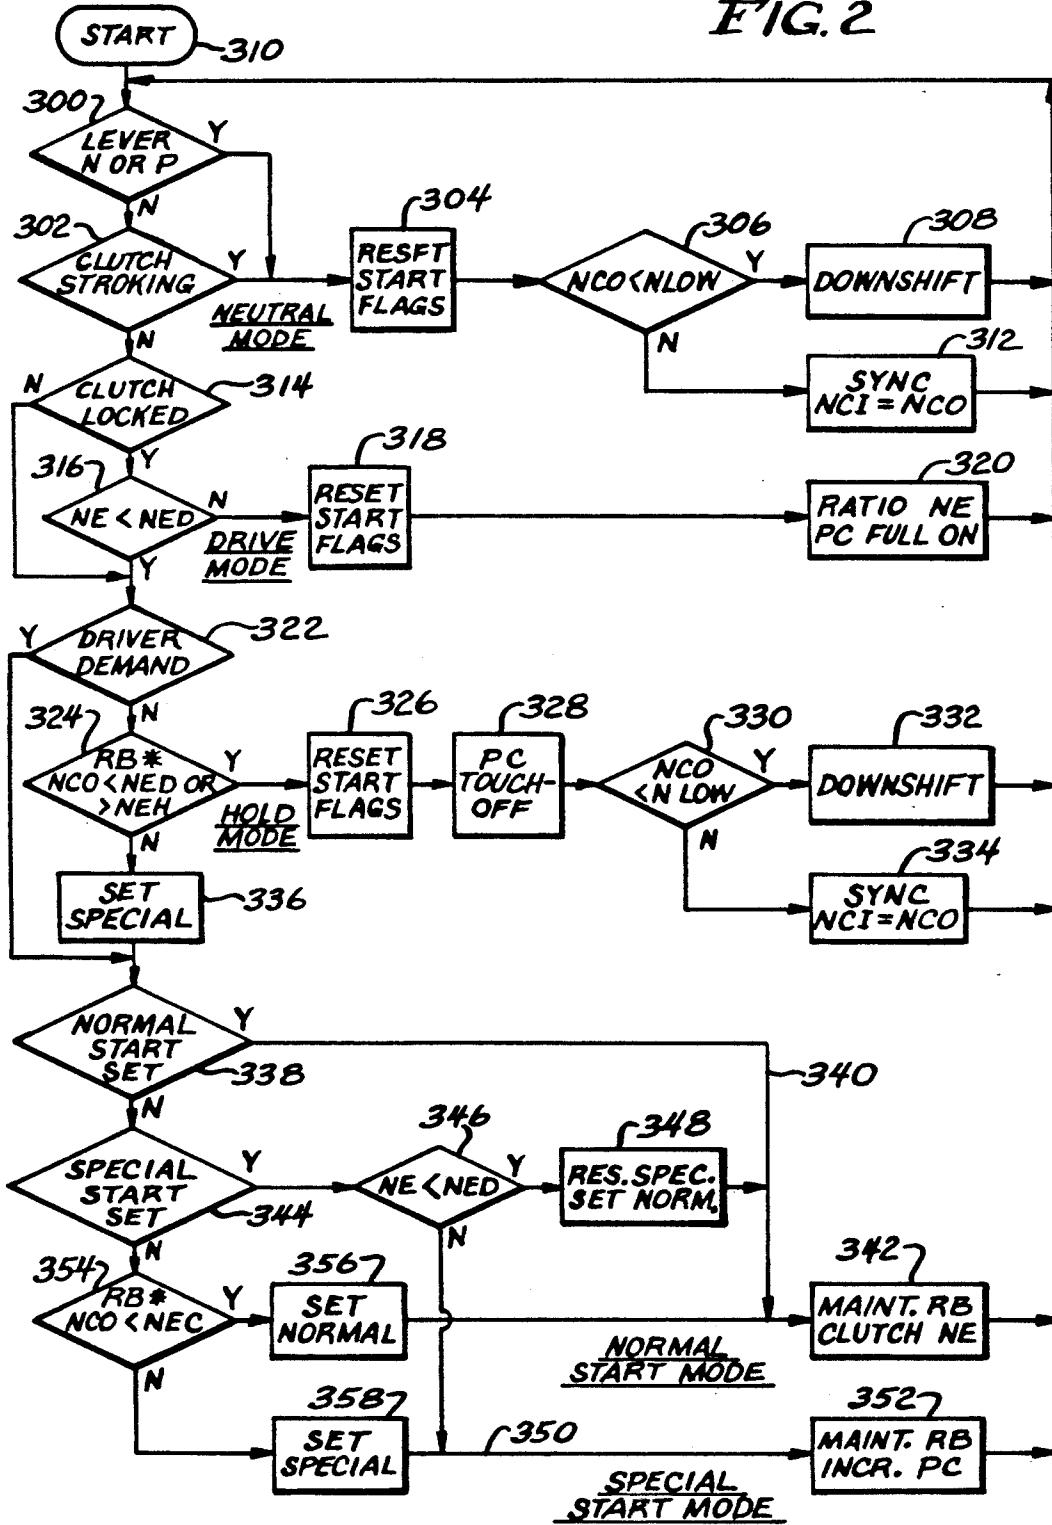 FIG. 2
START
310
300
LEVER
N OR P
Y
N
302
CLUTCH
STROKING
Y
NEUTRAL
MODE
N
304
RESFT
START
FLAGS
306
NCO < NLOW
Y
N
308
DOWNSHIFT
312
SYNC
NCI = NCO
N
CLUTCH
LOCKED
314
Y
316
NE < NED
N
DRIVE
MODE
Y
318
RESET
START
FLAGS
320
RATIO NE
PC FULL ON
Y
DRIVER
DEMAND
322
N
324
RB*
NCO < NED OR
> NEH
Y
HOLD
MODE
N
326
RESET
START
FLAGS
328
PC
TOUCH-
OFF
330
NCO
< N LOW
Y
N
332
DOWNSHIFT
334
SYNC
NCI = NCO
SET
SPECIAL
336
NORMAL
START
SET
Y
338
N
340
SPECIAL
START
SET
Y
344
N
346
NE < NED
Y
N
348
RES. SPEC.
SET NORM.
354
RB*
NCO < NEC
Y
N
356
SET
NORMAL
NORMAL
START MODE
342
MAINT. RB
CLUTCH NE
358
SET
SPECIAL
350
SPECIAL
START MODE
352
MAINT. RB
INCR. PC